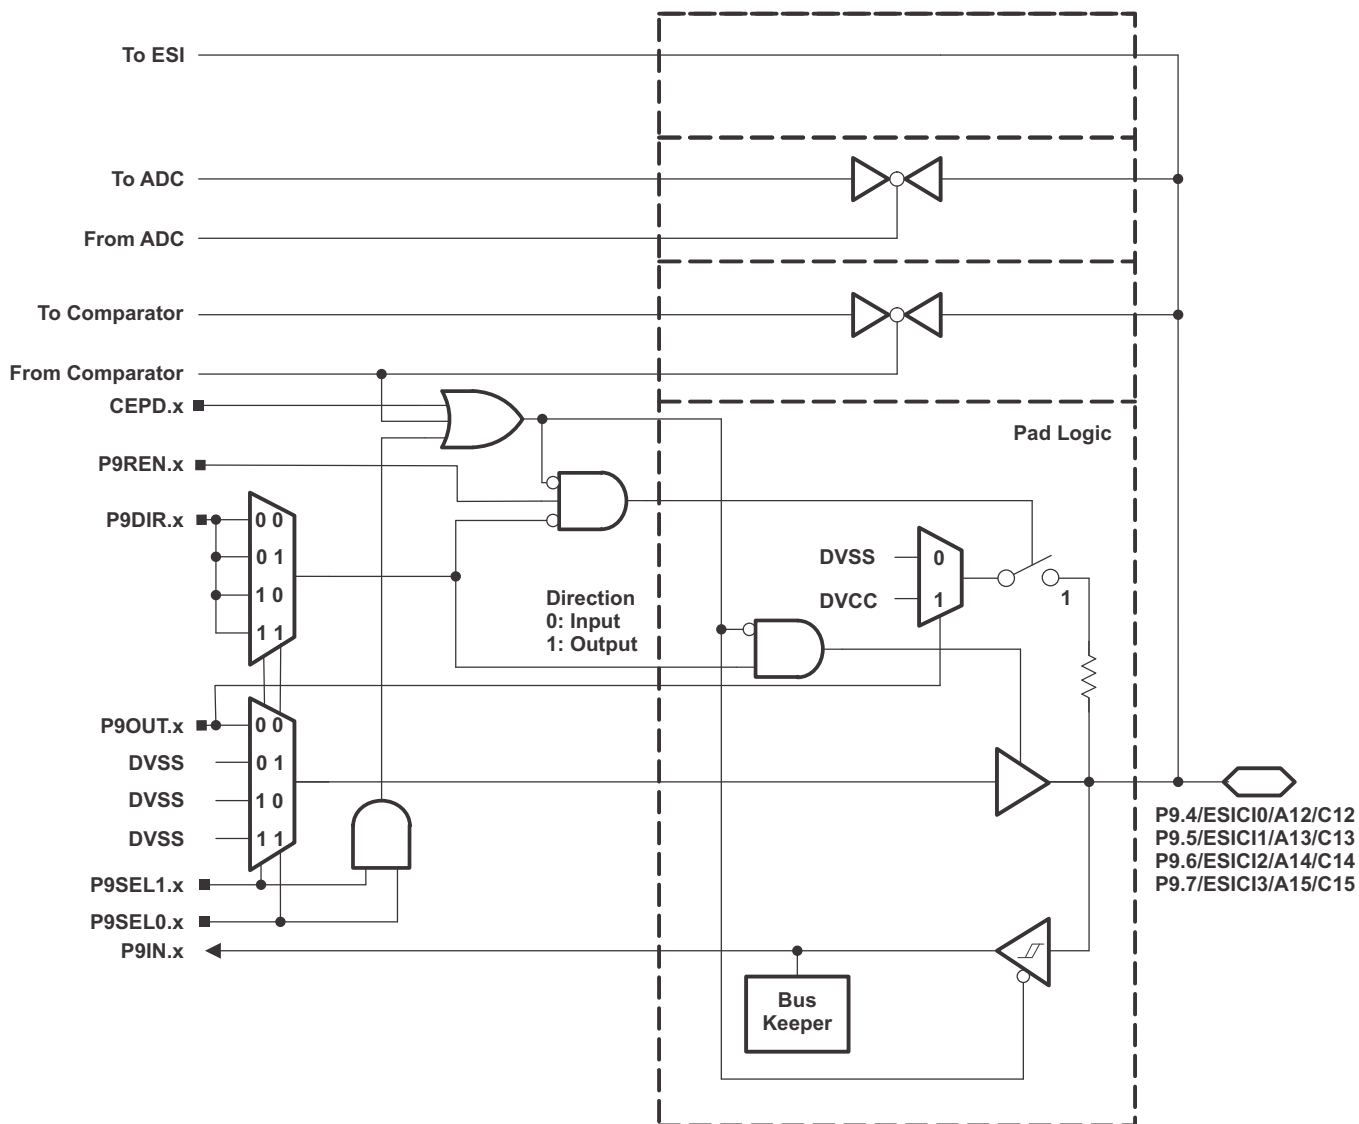 To ESI
To ADC
From ADC
To Comparator
From Comparator
CEPD.x
Pad Logic
P9REN.x
P9DIR.x
0 0
0 1
1 0
1 1
Direction
0: Input
1: Output
DVSS
0
DVCC
1
1
P9OUT.x
0 0
DVSS
0 1
DVSS
1 0
DVSS
1 1
P9SEL1.x
P9SEL0.x
P9IN.x
Bus
Keeper
P9.4/ESICI0/A12/C12
P9.5/ESICI1/A13/C13
P9.6/ESICI2/A14/C14
P9.7/ESICI3/A15/C15